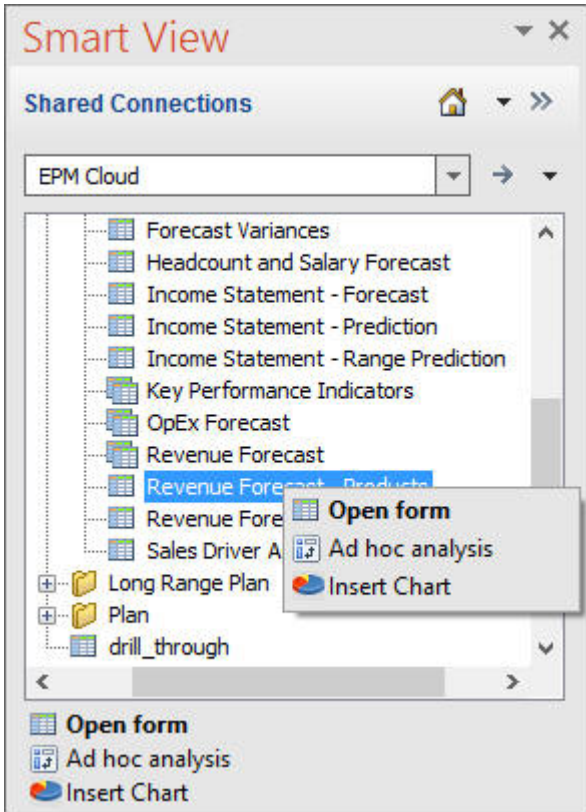 Smart View
Shared Connections
EPM Cloud
Forecast Variances
Headcount and Salary Forecast
Income Statement - Forecast
Income Statement - Prediction
Income Statement - Range Prediction
Key Performance Indicators
OpEx Forecast
Revenue Forecast
Revenue Forecast - Products
Revenue Fore
Open form
Sales Driver A
Ad hoc analysis
Long Range Plan
Insert Chart
Plan
drill_through
Open form
Ad hoc analysis
Insert Chart